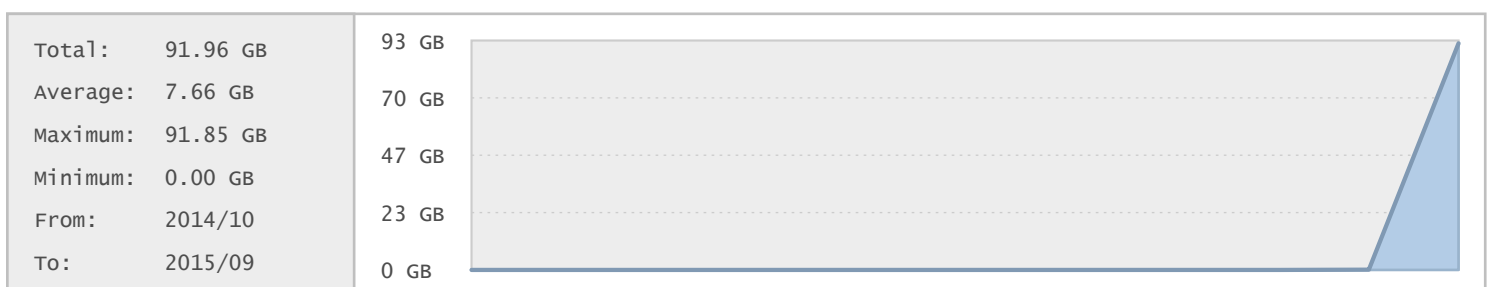 Total: 91.96 GB
Average: 7.66 GB
Maximum: 91.85 GB
Minimum: 0.00 GB
From: 2014/10
To: 2015/09
93 GB
70 GB
47 GB
23 GB
0 GB